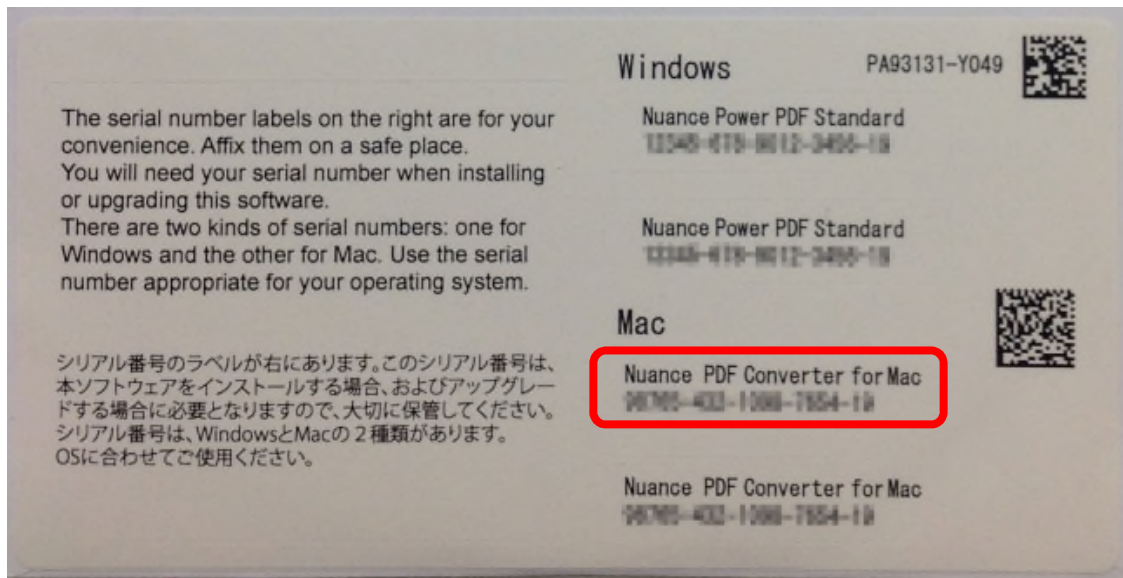 The serial number labels on the right are for your
convenience. Affix them on a safe place.
You will need your serial number when installing
or upgrading this software.
There are two kinds of serial numbers: one for
Windows and the other for Mac. Use the serial
number appropriate for your operating system.
シリアル番号のラベルが右にあります。このシリアル番号は、
本ソフトウェアをインストールする場合、およびアップグレー
ドする場合に必要となりますので、大切に保管してください。
シリアル番号は、WindowsとMacの2種類があります。
OSに合わせてご使用ください。
Windows PA93131-Y049
Nuance Power PDF Standard
Nuance Power PDF Standard
Mac
Nuance PDF Converter for Mac
Nuance PDF Converter for Mac